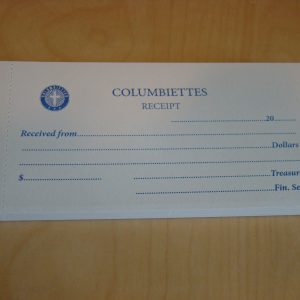 COLUMBIETTES
RECEIPT
20
Received from
Dollars
$ Treasur
Fin. Se